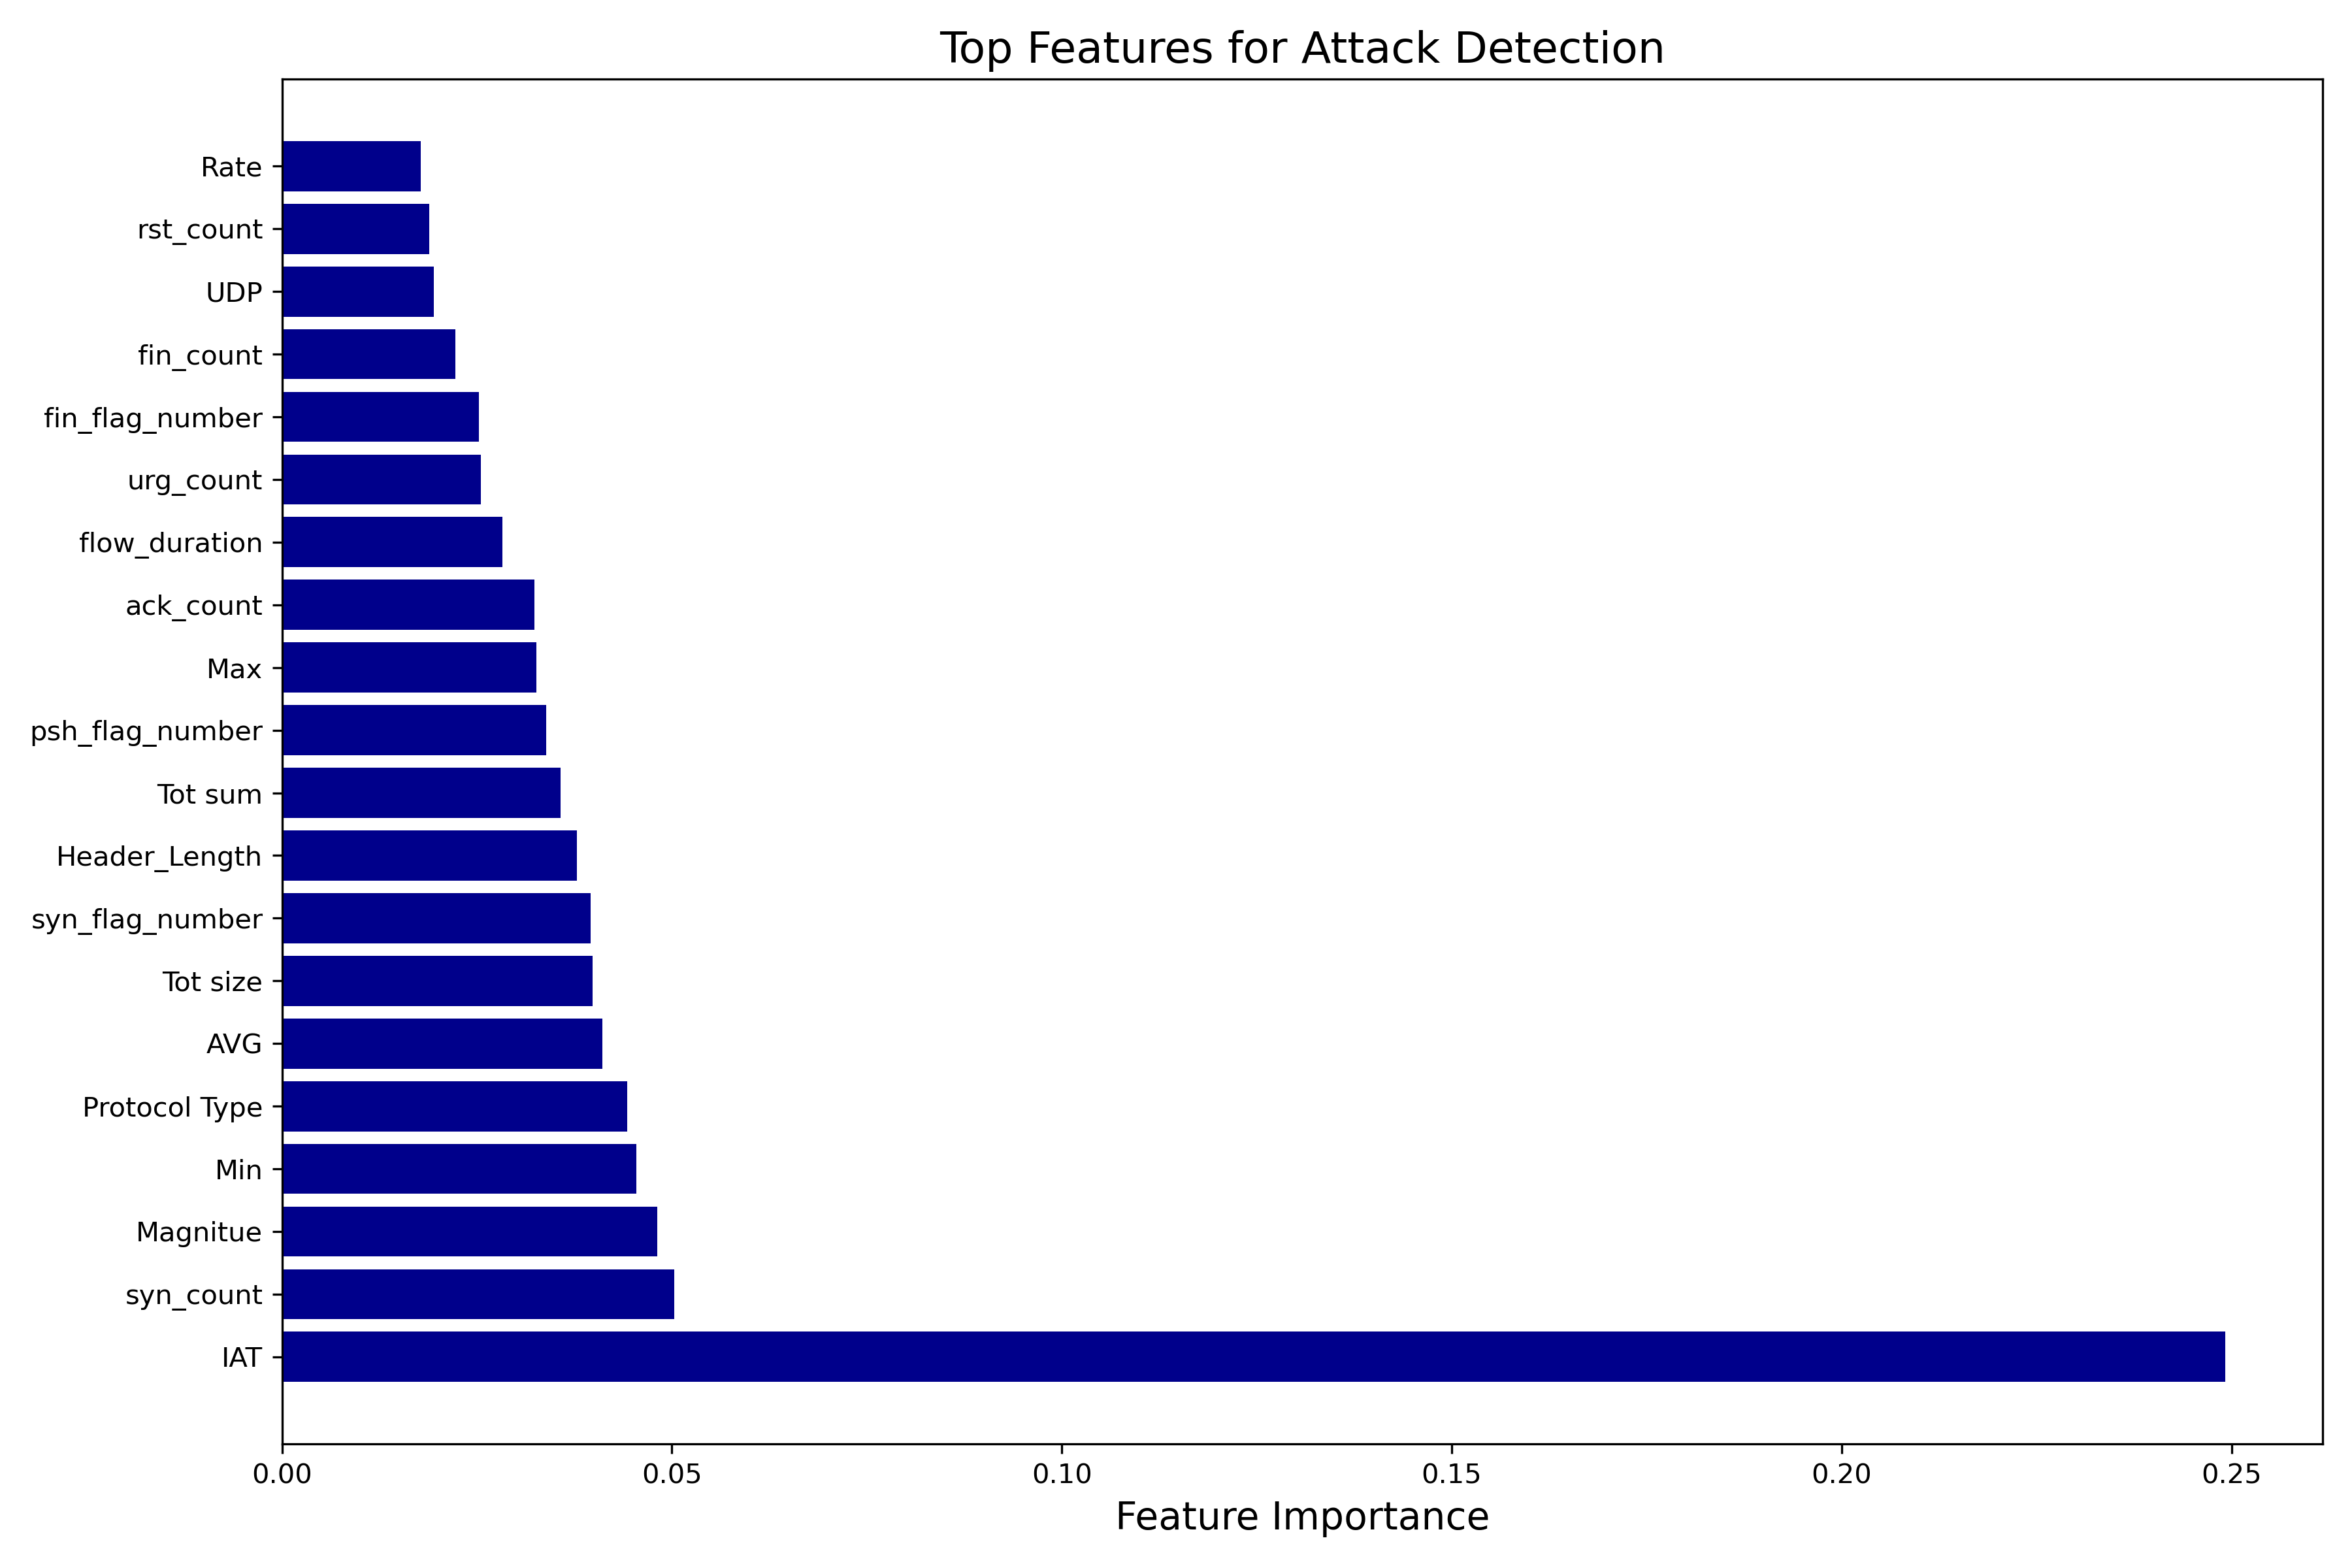 Top Features for Attack Detection
Rate
rst_count
UDP
fin_count
fin_flag_number
urg_count
flow_duration
ack_count
Max
psh_flag_number
Tot sum
Header_Length
syn_flag_number
Tot size
AVG
Protocol Type
Min
Magnitue
syn_count
IAT
0.00 0.05 0.10 0.15 0.20 0.25
Feature Importance